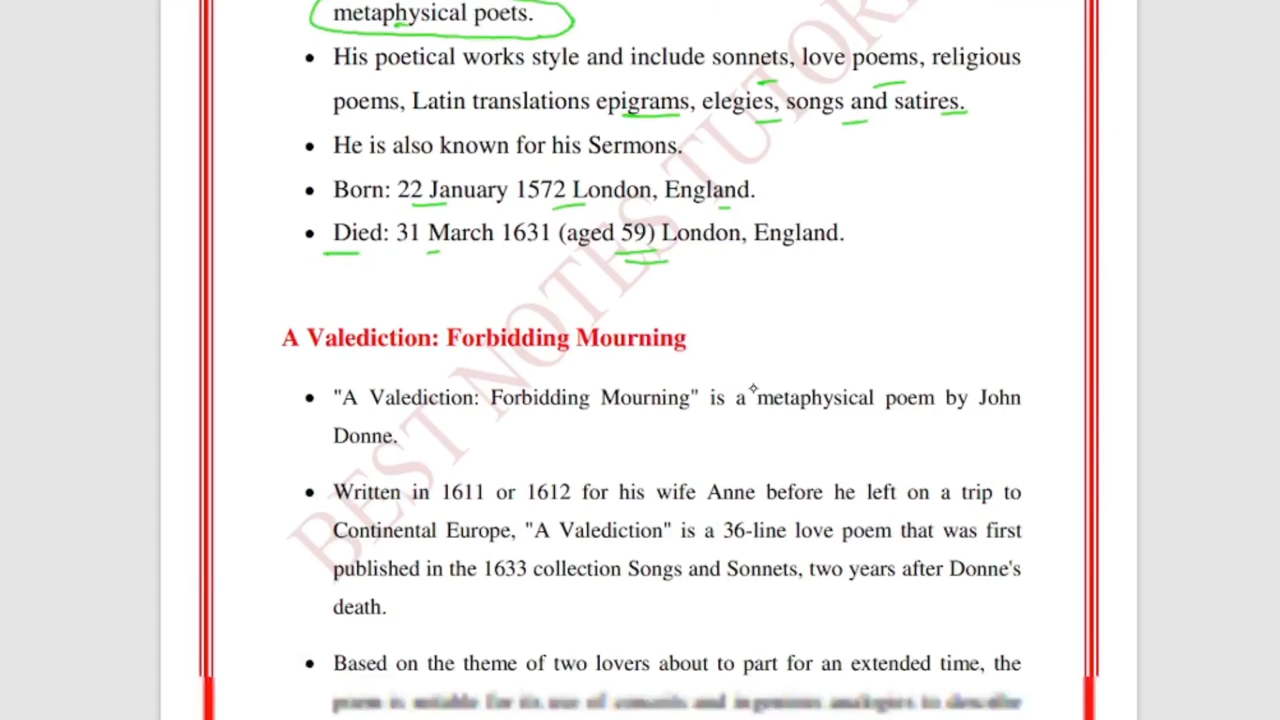 metaphysical poets.
• His poetical works style and include sonnets, love poems, religious
poems, Latin translations epigrams, elegies, songs and satires.
• He is also known for his Sermons.
• Born: 22 January 1572 London, England.
• Died: 31 March 1631 (aged 59) London, England.
A Valediction: Forbidding Mourning
• "A Valediction: Forbidding Mourning" is a metaphysical poem by John
Donne.
• Written in 1611 or 1612 for his wife Anne before he left on a trip to
Continental Europe, "A Valediction" is a 36-line love poem that was first
published in the 1633 collection Songs and Sonnets, two years after Donne's
death.
• Based on the theme of two lovers about to part for an extended time, the
BEST NOTES TUTOR